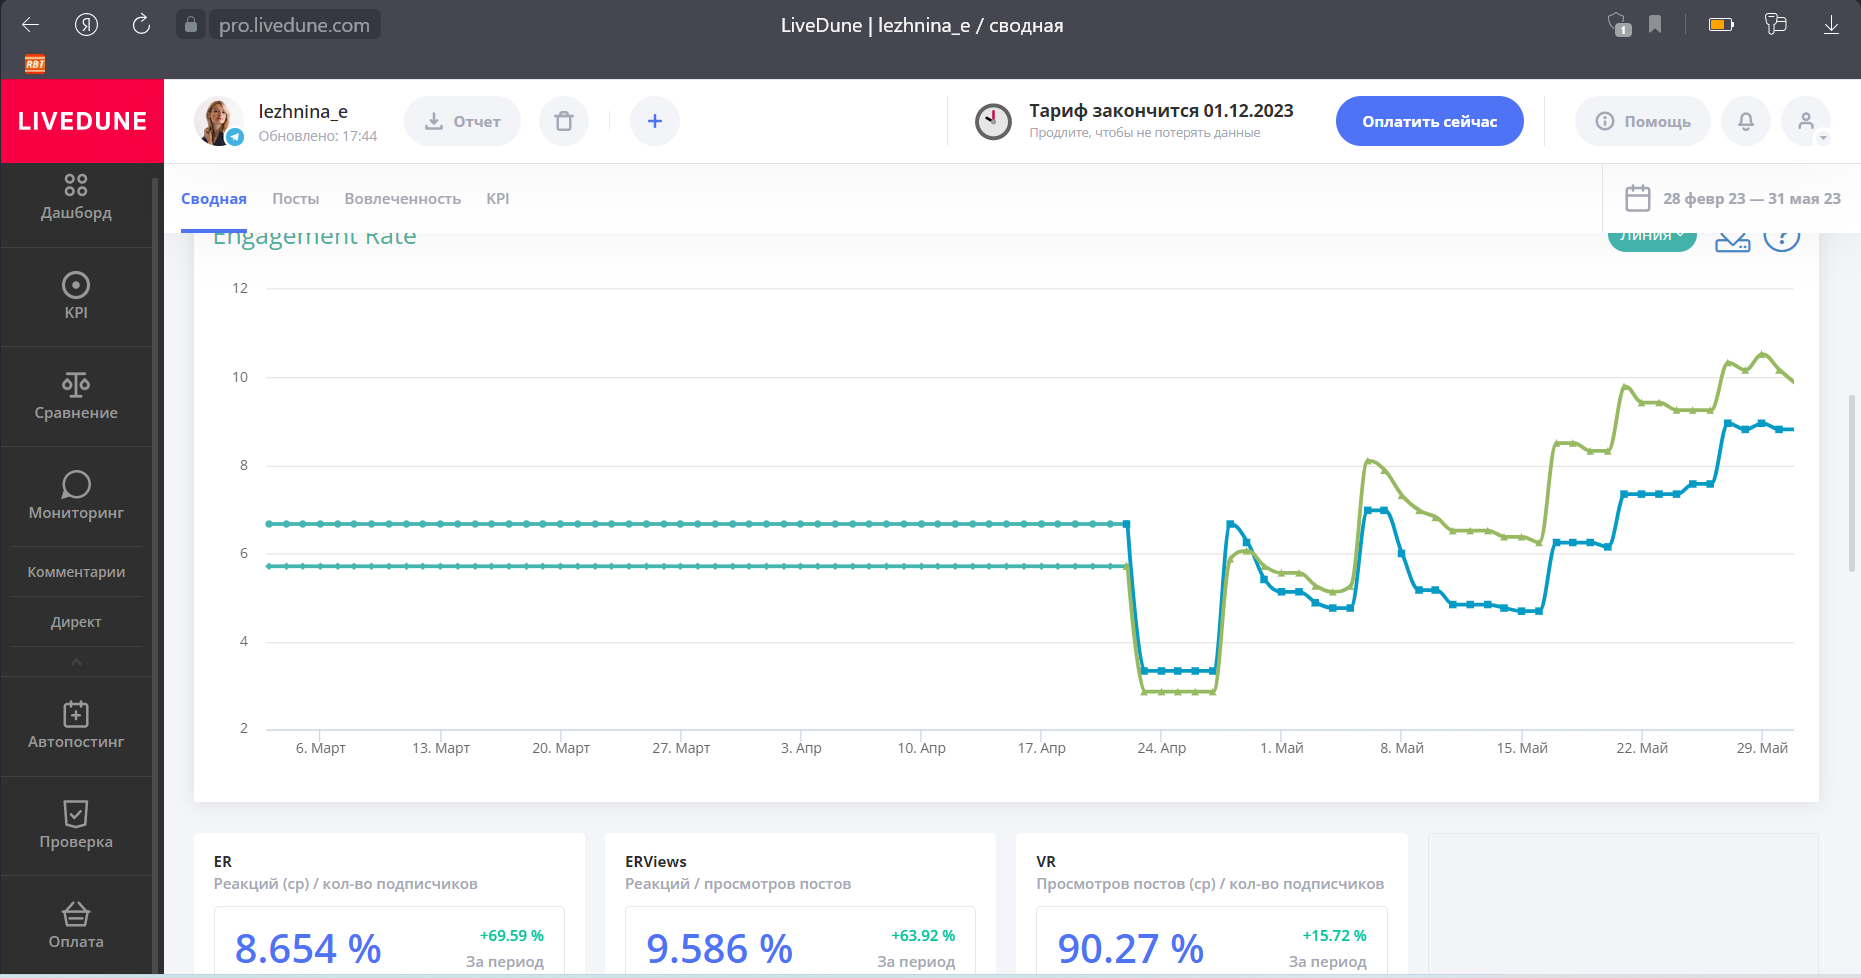 pro.livedune.com
LiveDune | lezhnina_e / сводная
1
RBT
LIVEDUNE
lezhnina_e
Обновлено: 17:44
Отчет
Тариф закончится 01.12.2023
Продлите, чтобы не потерять данные
Оплатить сейчас
Помощь
Дашборд
KPI
Сравнение
Мониторинг
Комментарии
Директ
Автопостинг
Проверка
Оплата
Сводная
Посты
Вовлеченность
KPI
28 февр 23 — 31 мая 23
Engagement Rate
Линия
?
12
10
8
6
4
2
6. Март
13. Март
20. Март
27. Март
3. Апр
10. Апр
17. Апр
24. Апр
1. Май
8. Май
15. Май
22. Май
29. Май
ER
Реакций (ср) / кол-во подписчиков
8.654 %
+69.59 %
За период
ERViews
Реакций / просмотров постов
9.586 %
+63.92 %
За период
VR
Просмотров постов (ср) / кол-во подписчиков
90.27 %
+15.72 %
За период